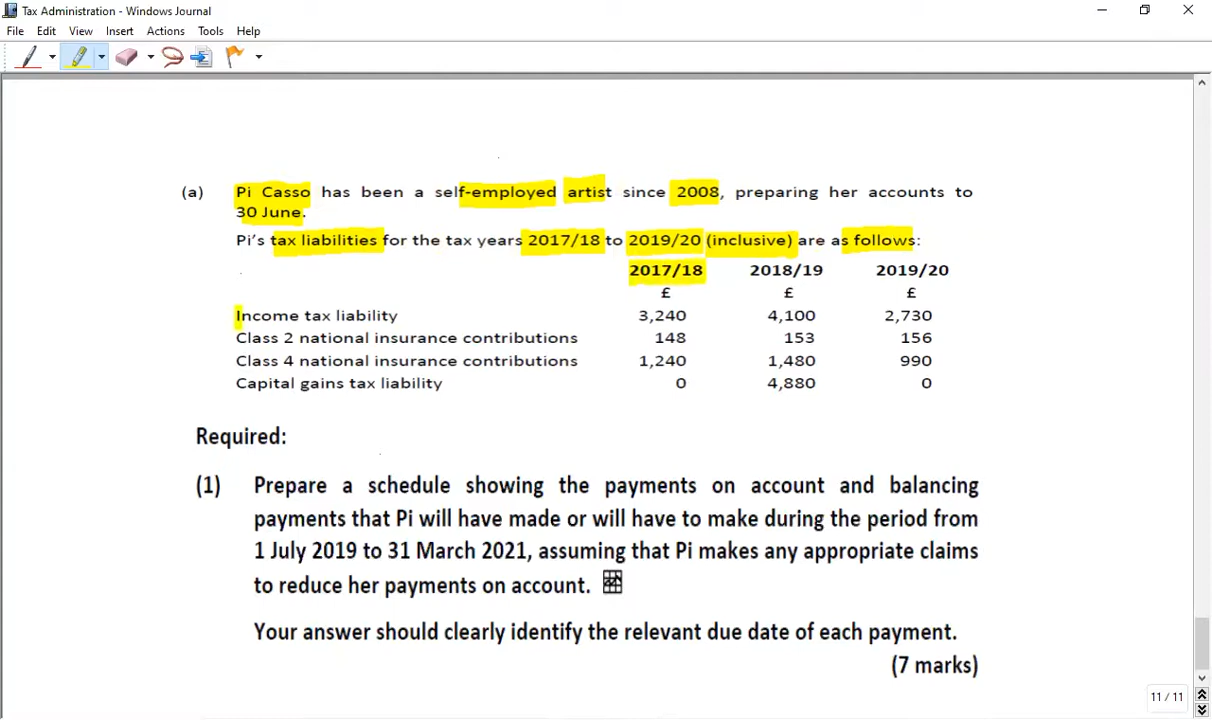 Tax Administration - Windows Journal
File Edit View Insert Actions Tools Help
(a) Pi Casso has been a self-employed artist since 2008, preparing her accounts to
30 June.
Pi's tax liabilities for the tax years 2017/18 to 2019/20 (inclusive) are as follows:
2017/18 2018/19 2019/20
£ £ £
Income tax liability 3,240 4,100 2,730
Class 2 national insurance contributions 148 153 156
Class 4 national insurance contributions 1,240 1,480 990
Capital gains tax liability 0 4,880 0
Required:
(1) Prepare a schedule showing the payments on account and balancing
payments that Pi will have made or will have to make during the period from
1 July 2019 to 31 March 2021, assuming that Pi makes any appropriate claims
to reduce her payments on account.
Your answer should clearly identify the relevant due date of each payment.
(7 marks)
11 / 11